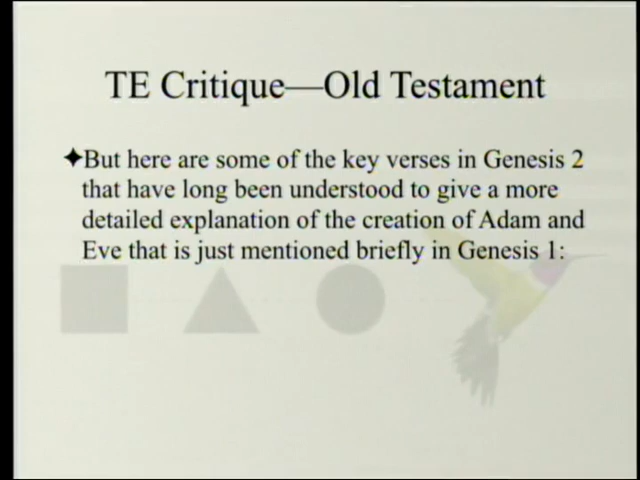 TE Critique—Old Testament
✦But here are some of the key verses in Genesis 2
that have long been understood to give a more
detailed explanation of the creation of Adam and
Eve that is just mentioned briefly in Genesis 1: